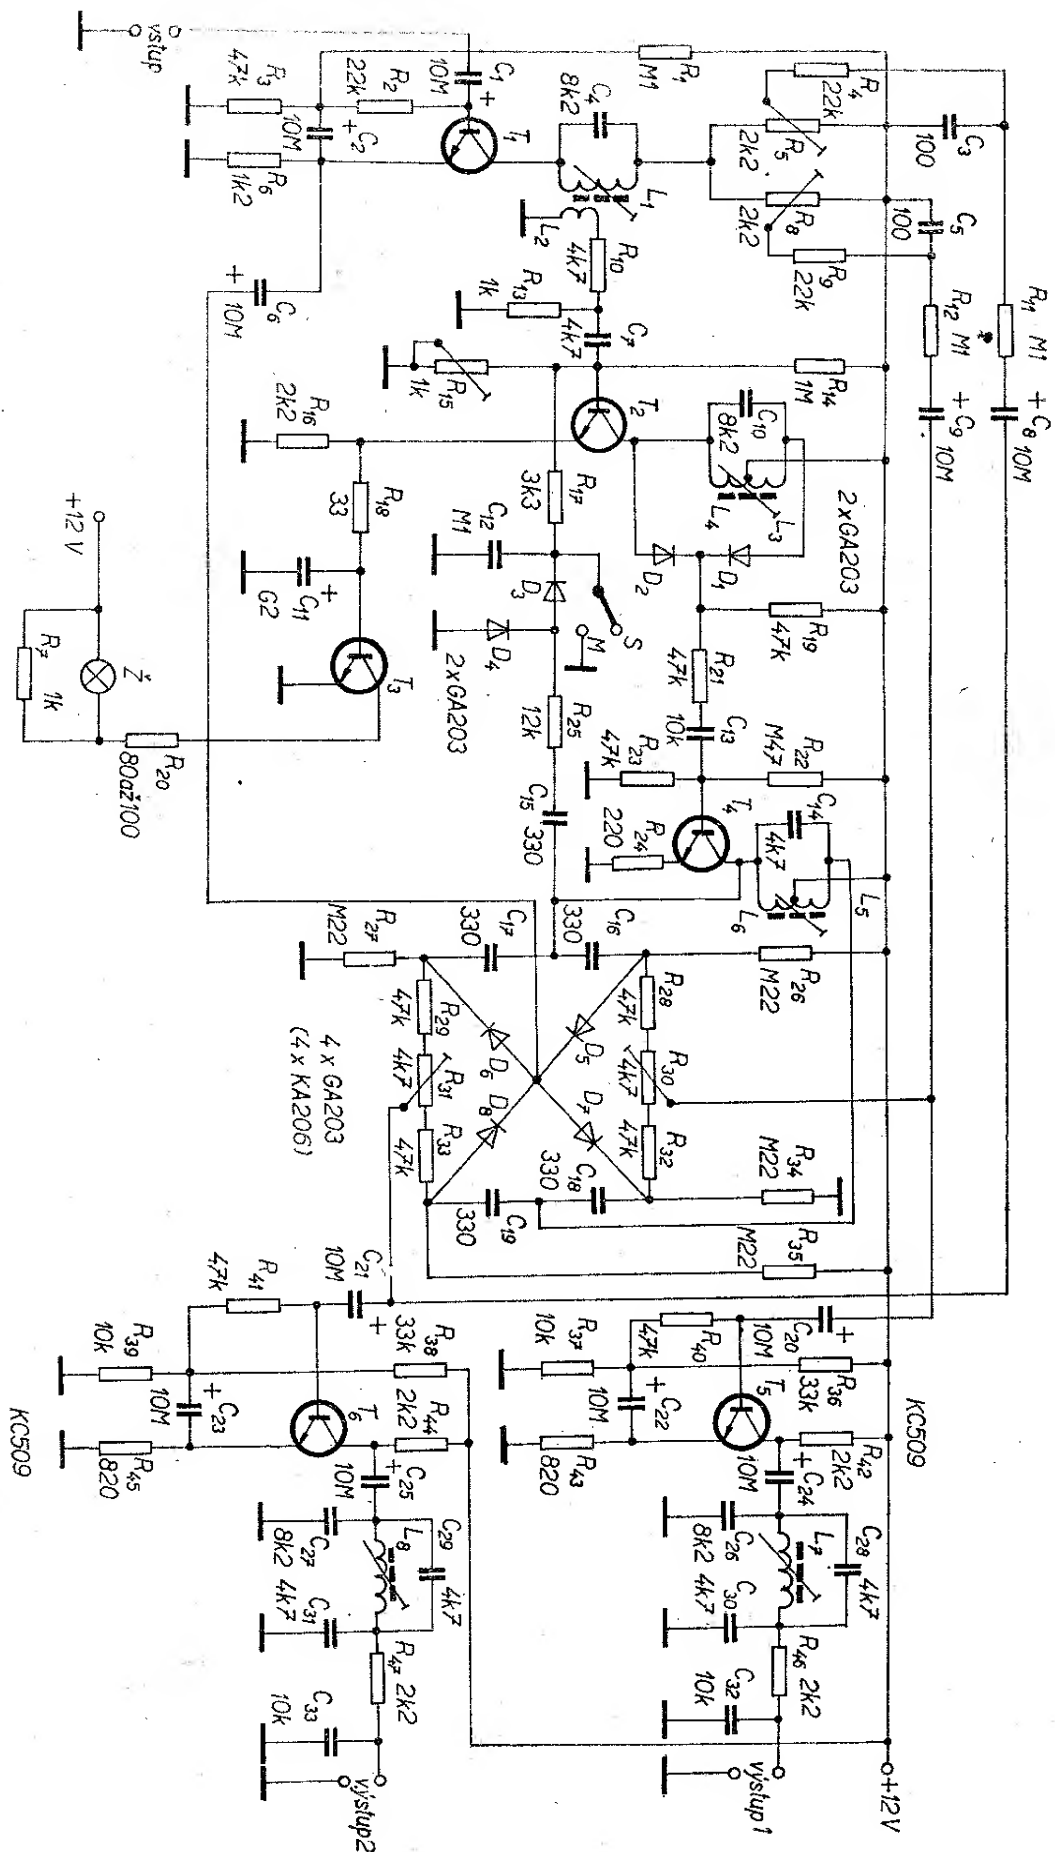 vstup
C₁
10M
+
R₂
22k
R₃
47k
C₂
+
10M
R₆
1k2
T₁
C₄
8k2
L₁
L₂
R₁
M1
R₄
22k
R₅
2k2
R₈
2k2
C₃
100
C₅
100
R₉
22k
R₁₀
4k7
R₁₃
1k
C₇
4k7
R₁₁ M1
R₁₂ M1
+ C₈
10M
+ C₉
10M
C₆
+
10M
R₁₅
1k
R₁₄
1M
T₂
C₁₀
8k2
L₃
L₄
2xGA203
D₁
D₂
R₁₆
2k2
R₁₇
3k3
R₁₈
33
C₁₂
M1
C₁₁
+
G2
D₃
D₄
S
M
2xGA203
T₃
R₁₉
47k
R₂₁
47k
C₁₃
10k
R₂₂
M47
R₂₃
47k
T₄
R₂₄
220
C₁₄
4k7
L₅
L₆
R₂₅
12k
C₁₅
330
+12V
Ž
R₇
1k
R₂₀
80až100
C₁₆
330
C₁₇
330
R₂₆
M22
R₂₇
M22
R₂₈
47k
R₂₉
47k
R₃₀
4k7
R₃₁
4k7
R₃₂
47k
R₃₃
47k
D₅
D₆
D₇
D₈
4xGA203
(4xKA206)
C₁₈
330
C₁₉
330
R₃₄
M22
R₃₅
M22
C₂₀
+
10M
C₂₁
+
10M
R₃₆
33k
R₃₇
10k
R₄₀
47k
R₃₈
33k
R₃₉
10k
R₄₁
47k
C₂₂
+
10M
C₂₃
+
10M
T₅
T₆
KC509
KC509
R₄₂
2k2
R₄₃
820
R₄₄
2k2
R₄₅
820
C₂₄
+
10M
C₂₅
+
10M
C₂₆
8k2
C₂₇
8k2
L₇
L₈
C₂₈
4k7
C₂₉
4k7
C₃₀
4k7
C₃₁
4k7
R₄₆
2k2
R₄₇
2k2
C₃₂
10k
C₃₃
10k
+12V
výstup1
výstup2